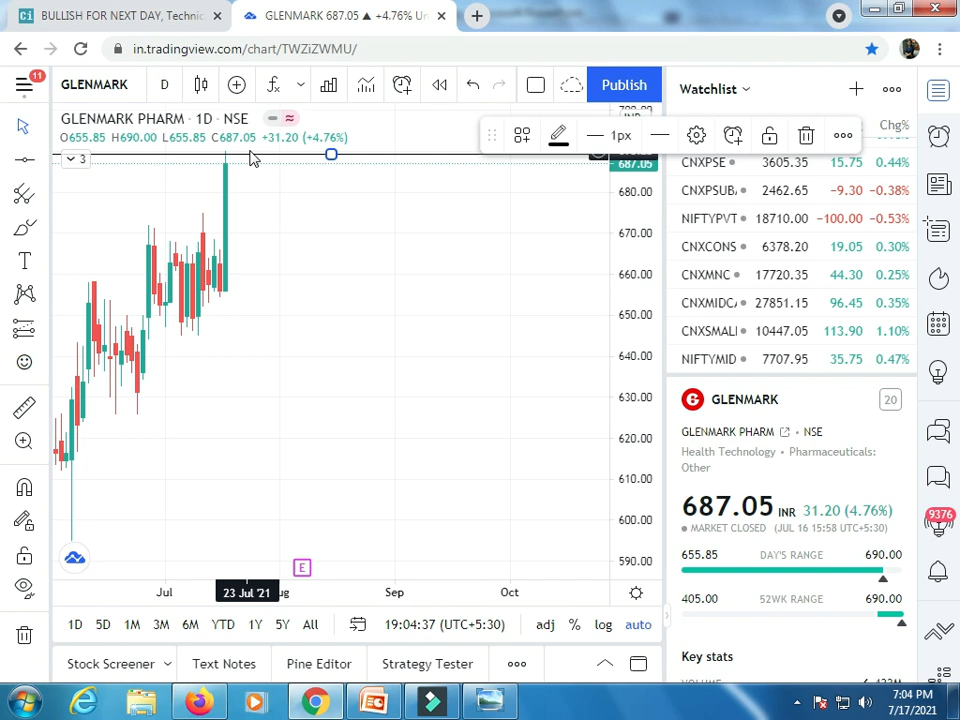 BULLISH FOR NEXT DAY, Technic
GLENMARK 687.05 ▲ +4.76% Un
in.tradingview.com/chart/TWZiZWMU/
11
GLENMARK
D
Publish
Watchlist
GLENMARK PHARM · 1D · NSE
O655.85 H690.00 L655.85 C687.05 +31.20 (+4.76%)
3
1px
Chg%
687.05
680.00
670.00
660.00
650.00
640.00
630.00
620.00
610.00
600.00
590.00
CNXPSE 3605.35 15.75 0.44%
CNXPSUB 2462.65 −9.30 −0.38%
NIFTYPVT 18710.00 −100.00 −0.53%
CNXCONS 6378.20 19.05 0.30%
CNXMNC 17720.35 44.30 0.25%
CNXMIDC 27851.15 96.45 0.35%
CNXSMALL 10447.05 113.90 1.10%
NIFTYMID 7707.95 35.75 0.47%
GLENMARK
20
GLENMARK PHARM NSE
Health Technology • Pharmaceuticals:
Other
687.05 INR 31.20 (4.76%)
MARKET CLOSED (JUL 16 15:58 UTC+5:30)
655.85 DAY'S RANGE 690.00
405.00 52WK RANGE 690.00
Key stats
9376
E
Jul
23 Jul '21
Sep
Oct
1D 5D 1M 3M 6M YTD 1Y 5Y All
19:04:37 (UTC+5:30)
adj % log auto
Stock Screener
Text Notes
Pine Editor
Strategy Tester
7:04 PM
7/17/2021